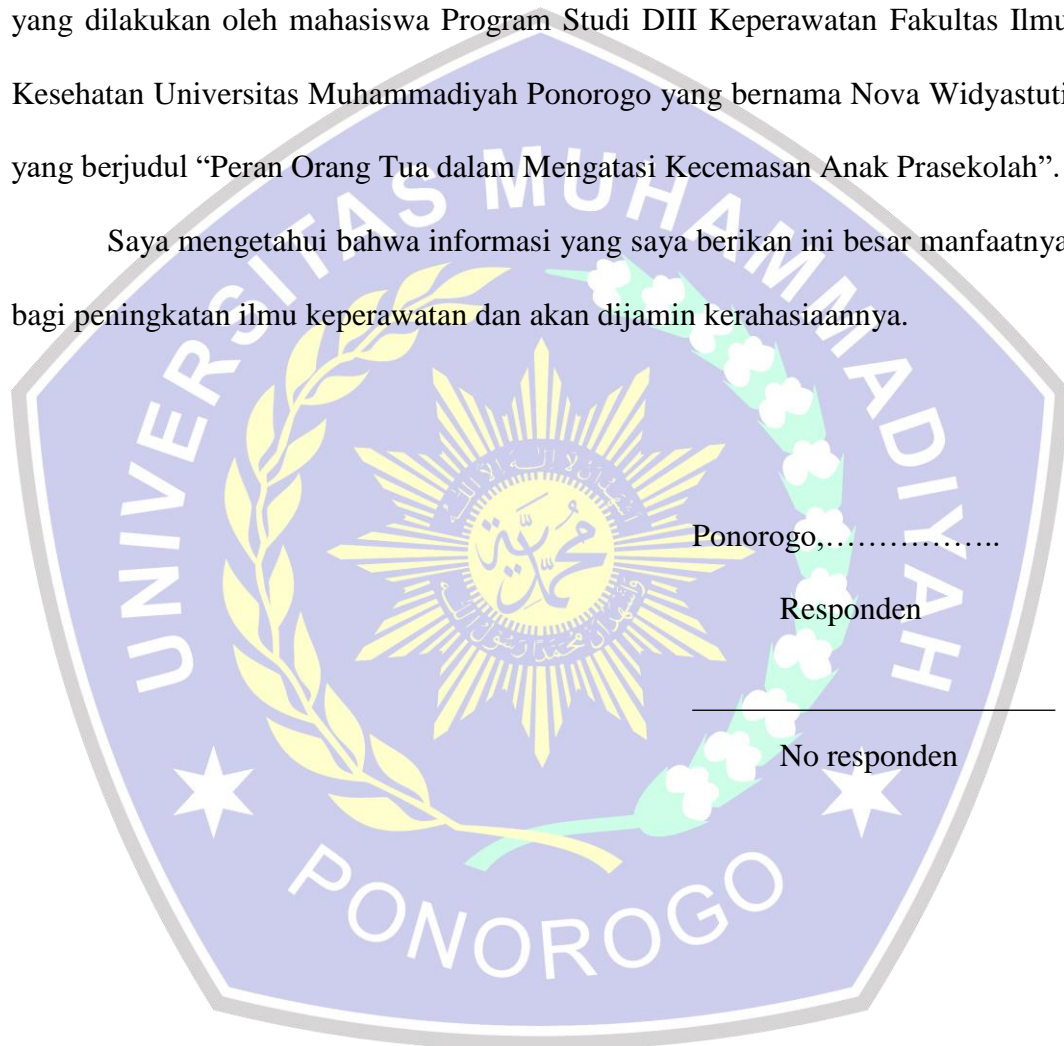 yang dilakukan oleh mahasiswa Program Studi DIII Keperawatan Fakultas Ilmu
Kesehatan Universitas Muhammadiyah Ponorogo yang bernama Nova Widyastuti
yang berjudul “Peran Orang Tua dalam Mengatasi Kecemasan Anak Prasekolah”.
Saya mengetahui bahwa informasi yang saya berikan ini besar manfaatnya
bagi peningkatan ilmu keperawatan dan akan dijamin kerahasiaannya.
Ponorogo,……………..
Responden
No responden
UNIVERSITAS MUHAMMADIYAH
PONOROGO
محمدية